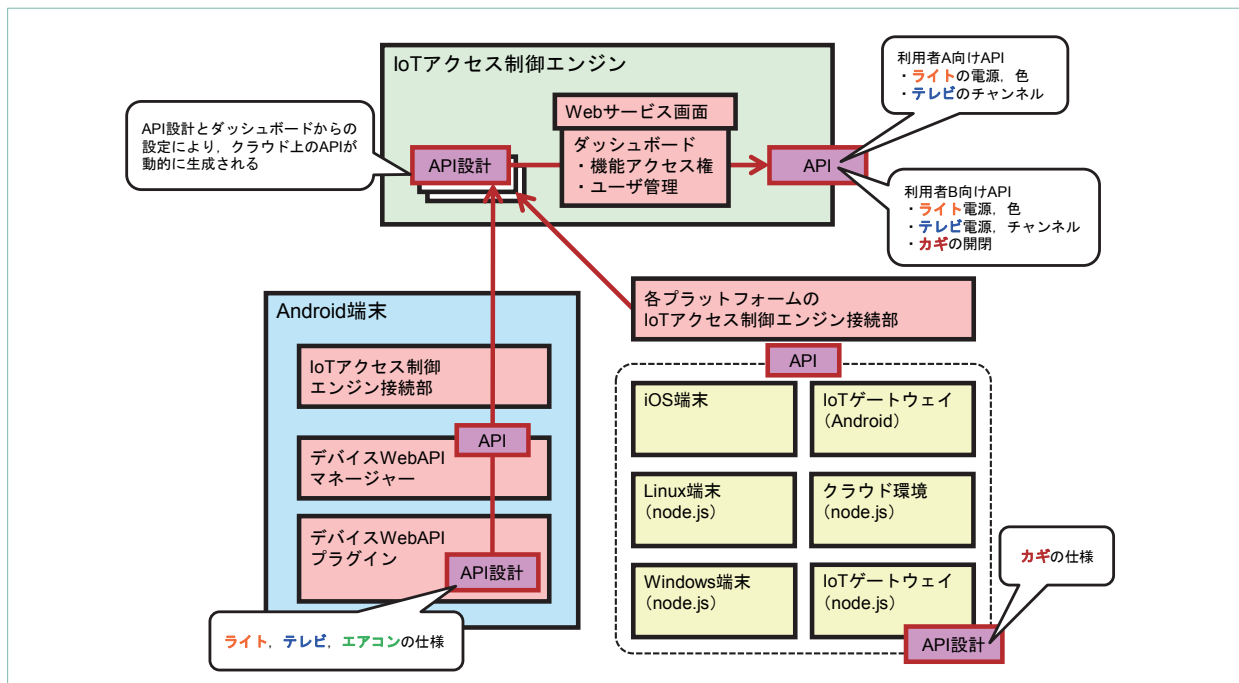 IoTアクセス制御エンジン
利用者A向けAPI
・ライトの電源，色
・テレビのチャンネル
API設計とダッシュボードからの
設定により，クラウド上のAPIが
動的に生成される
Webサービス画面
ダッシュボード
・機能アクセス権
・ユーザ管理
API設計
API
利用者B向けAPI
・ライト電源，色
・テレビ電源，チャンネル
・カギの開閉
Android端末
各プラットフォームの
IoTアクセス制御エンジン接続部
API
IoTアクセス制御
エンジン接続部
API
デバイスWebAPI
マネージャー
デバイスWebAPI
プラグイン
API設計
ライト，テレビ，エアコンの仕様
iOS端末
IoTゲートウェイ
（Android）
Linux端末
（node.js）
クラウド環境
（node.js）
Windows端末
（node.js）
IoTゲートウェイ
（node.js）
カギの仕様
API設計